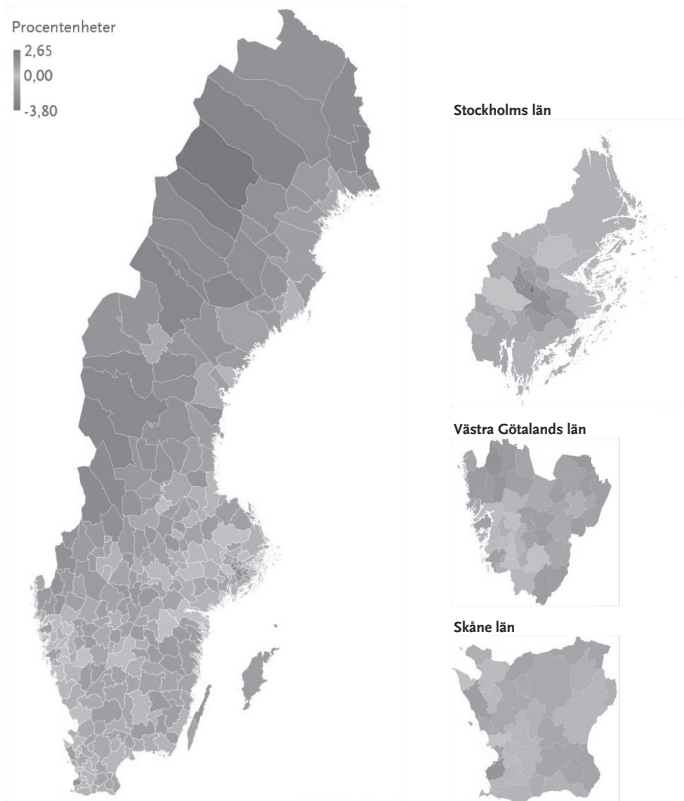 Procentenheter
2,65
0,00
-3,80
Stockholms län
Västra Götalands län
Skåne län